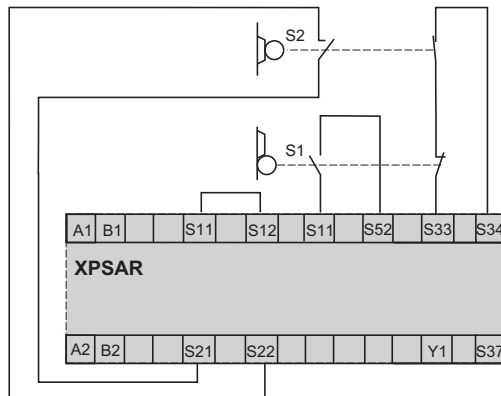 S2
S1
A1 B1 S11 S12 S11 S52 S33 S34
XPSAR
A2 B2 S21 S22 Y1 S37